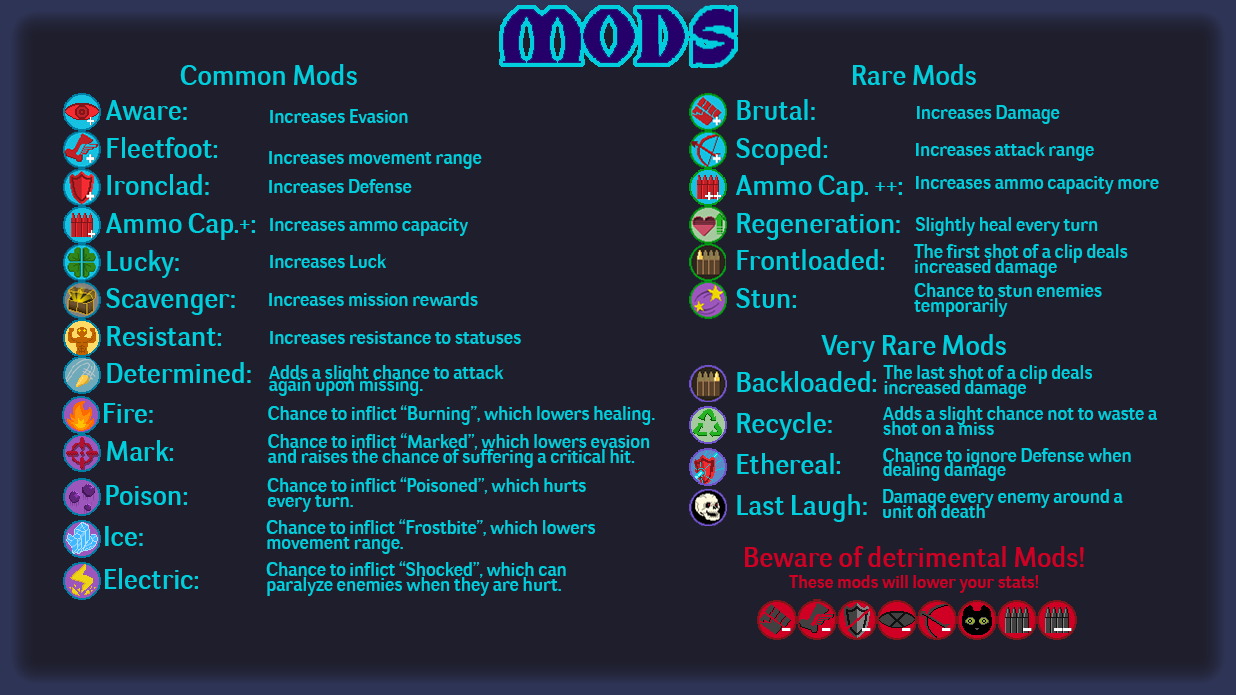 MODS
Common Mods
Aware:
Increases Evasion
Fleetfoot:
Increases movement range
Ironclad:
Increases Defense
Ammo Cap.+:
Increases ammo capacity
Lucky:
Increases Luck
Scavenger:
Increases mission rewards
Resistant:
Increases resistance to statuses
Determined:
Adds a slight chance to attack
again upon missing.
Fire:
Chance to inflict “Burning”, which lowers healing.
Mark:
Chance to inflict “Marked”, which lowers evasion
and raises the chance of suffering a critical hit.
Poison:
Chance to inflict “Poisoned”, which hurts
every turn.
Ice:
Chance to inflict “Frostbite”, which lowers
movement range.
Electric:
Chance to inflict “Shocked”, which can
paralyze enemies when they are hurt.
Rare Mods
Brutal:
Increases Damage
Scoped:
Increases attack range
Ammo Cap. ++:
Increases ammo capacity more
Regeneration:
Slightly heal every turn
Frontloaded:
The first shot of a clip deals
increased damage
Stun:
Chance to stun enemies
temporarily
Very Rare Mods
Backloaded:
The last shot of a clip deals
increased damage
Recycle:
Adds a slight chance not to waste a
shot on a miss
Ethereal:
Chance to ignore Defense when
dealing damage
Last Laugh:
Damage every enemy around a
unit on death
Beware of detrimental Mods!
These mods will lower your stats!